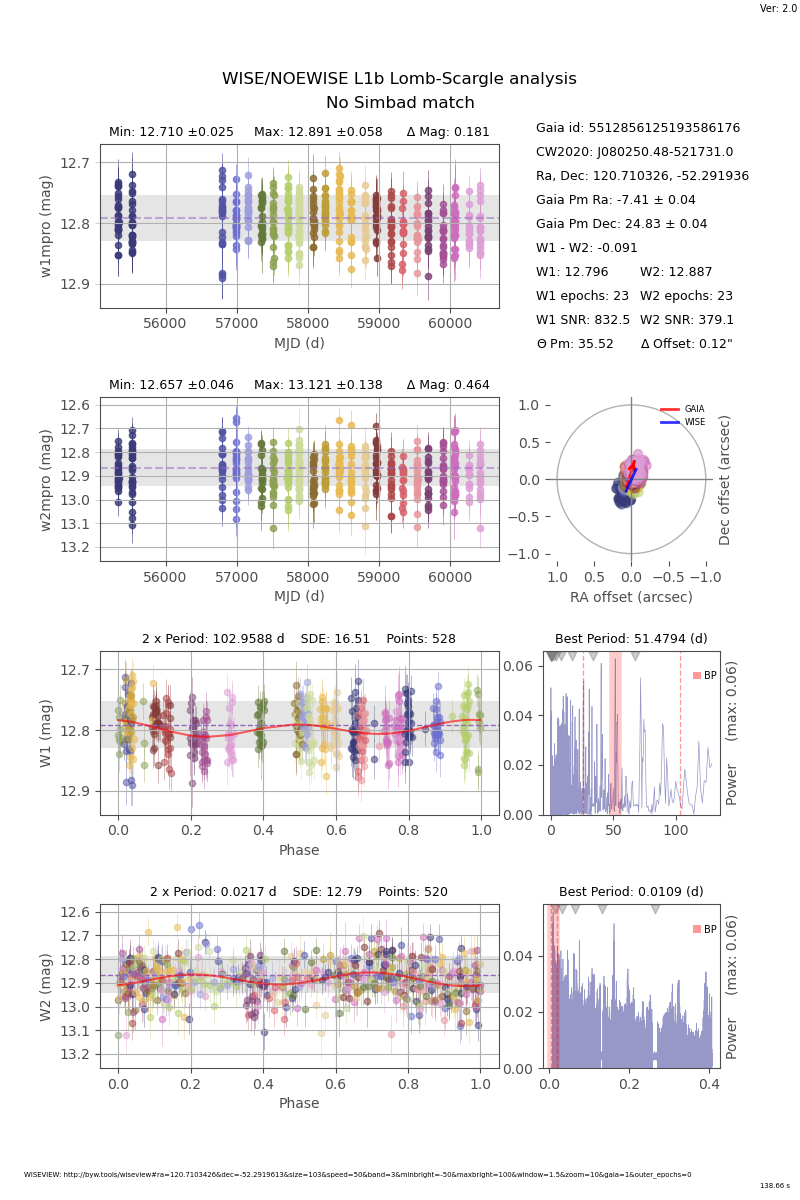 Ver: 2.0
WISE/NOEWISE L1b Lomb-Scargle analysis
No Simbad match
Min: 12.710 ±0.025 Max: 12.891 ±0.058 Δ Mag: 0.181
12.7
12.8
12.9
w1mpro (mag)
56000 57000 58000 59000 60000
MJD (d)
Gaia id: 5512856125193586176
CW2020: J080250.48-521731.0
Ra, Dec: 120.710326, -52.291936
Gaia Pm Ra: -7.41 ± 0.04
Gaia Pm Dec: 24.83 ± 0.04
W1 - W2: -0.091
W1: 12.796 W2: 12.887
W1 epochs: 23 W2 epochs: 23
W1 SNR: 832.5 W2 SNR: 379.1
Θ Pm: 35.52 Δ Offset: 0.12"
Min: 12.657 ±0.046 Max: 13.121 ±0.138 Δ Mag: 0.464
12.6
12.7
12.8
12.9
13.0
13.1
13.2
w2mpro (mag)
56000 57000 58000 59000 60000
MJD (d)
GAIA
WISE
1.0
0.5
0.0
−0.5
−1.0
Dec offset (arcsec)
1.0 0.5 0.0 −0.5 −1.0
RA offset (arcsec)
2 x Period: 102.9588 d SDE: 16.51 Points: 528
12.7
12.8
12.9
W1 (mag)
0.0 0.2 0.4 0.6 0.8 1.0
Phase
Best Period: 51.4794 (d)
BP
0.06
0.04
0.02
0.00
Power (max: 0.06)
0 50 100
2 x Period: 0.0217 d SDE: 12.79 Points: 520
12.6
12.7
12.8
12.9
13.0
13.1
13.2
W2 (mag)
0.0 0.2 0.4 0.6 0.8 1.0
Phase
Best Period: 0.0109 (d)
BP
0.04
0.02
0.00
Power (max: 0.06)
0.0 0.2 0.4
WISEVIEW: http://byw.tools/wiseview#ra=120.7103426&dec=-52.2919613&size=103&speed=50&band=3&minbright=-50&maxbright=100&window=1.5&zoom=10&gaia=1&outer_epochs=0
138.66 s